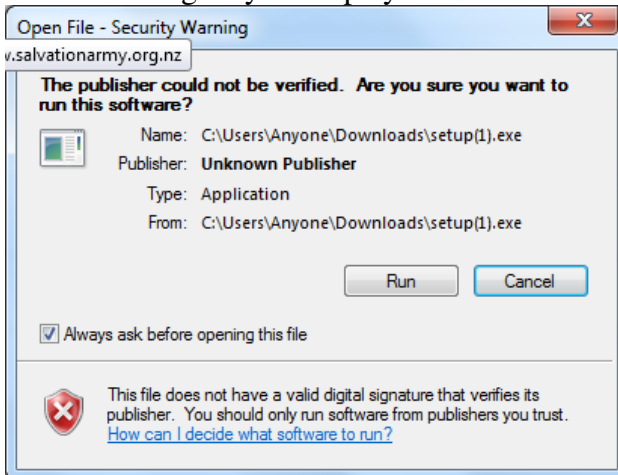 Open File - Security Warning
v.salvationarmy.org.nz
The publisher could not be verified. Are you sure you want to
run this software?
Name: C:\Users\Anyone\Downloads\setup(1).exe
Publisher: Unknown Publisher
Type: Application
From: C:\Users\Anyone\Downloads\setup(1).exe
Run Cancel
Always ask before opening this file
This file does not have a valid digital signature that verifies its
publisher. You should only run software from publishers you trust.
How can I decide what software to run?